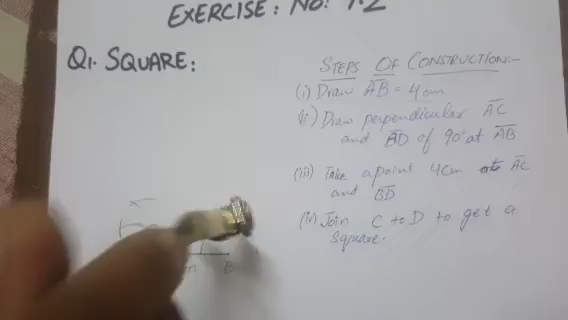 EXERCISE: No:
Q1. SQUARE:
STEPS OF CONSTRUCTION:-
(i) Draw AB = 4cm
(ii) Draw perpendicular AC
and BD of 90° at AB
(iii) Take a point 4cm AC
and BD
(iv) Join C to D to get a
square.
B